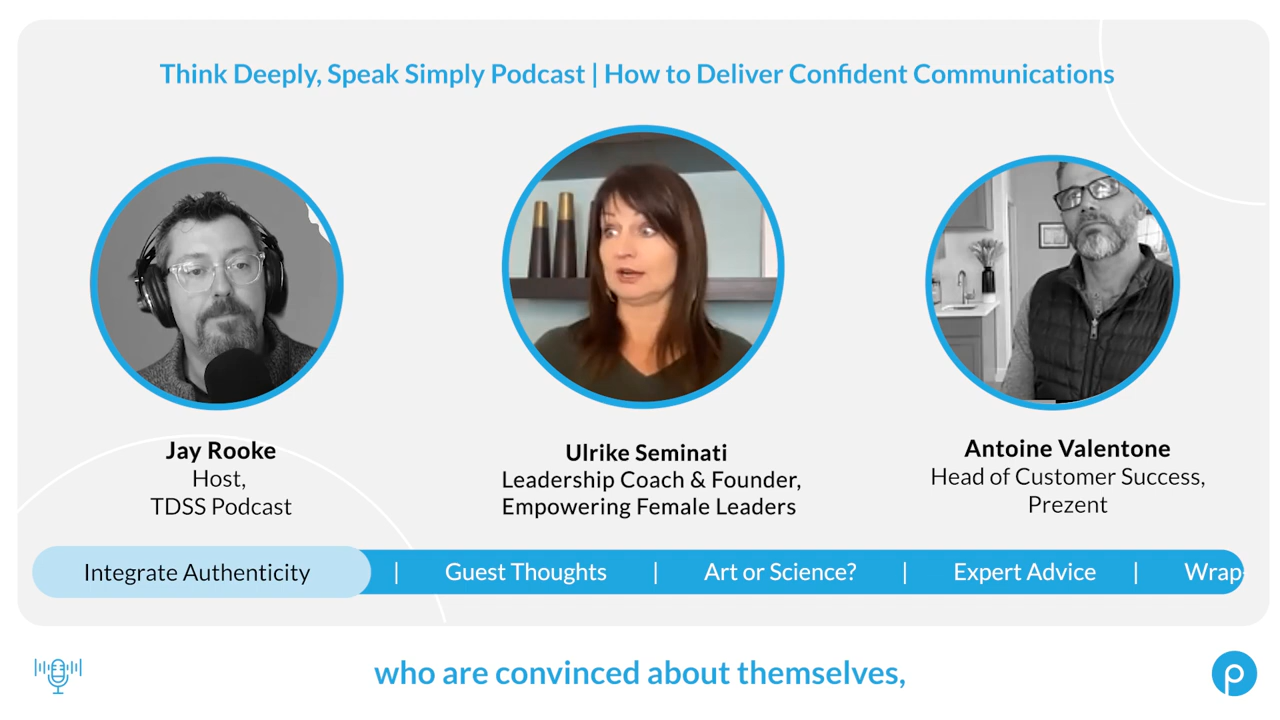 Think Deeply, Speak Simply Podcast | How to Deliver Confident Communications
Jay Rooke
Host,
TDSS Podcast
Ulrike Seminati
Leadership Coach & Founder,
Empowering Female Leaders
Antoine Valentone
Head of Customer Success,
Prezent
Integrate Authenticity | Guest Thoughts | Art or Science? | Expert Advice | Wrap-
who are convinced about themselves,